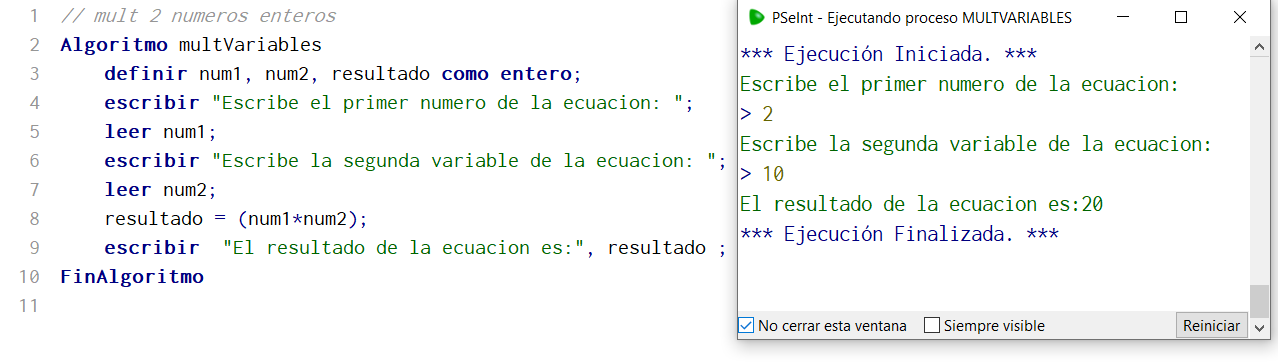 1 // mult 2 numeros enteros
2 Algoritmo multVariables
3 definir num1, num2, resultado como entero;
4 escribir "Escribe el primer numero de la ecuacion: ";
5 leer num1;
6 escribir "Escribe la segunda variable de la ecuacion: ";
7 leer num2;
8 resultado = (num1*num2);
9 escribir  "El resultado de la ecuacion es:", resultado ;
10 FinAlgoritmo
11
PSeInt - Ejecutando proceso MULTVARIABLES
*** Ejecución Iniciada. ***
Escribe el primer numero de la ecuacion:
> 2
Escribe la segunda variable de la ecuacion:
> 10
El resultado de la ecuacion es:20
*** Ejecución Finalizada. ***
No cerrar esta ventana Siempre visible Reiniciar